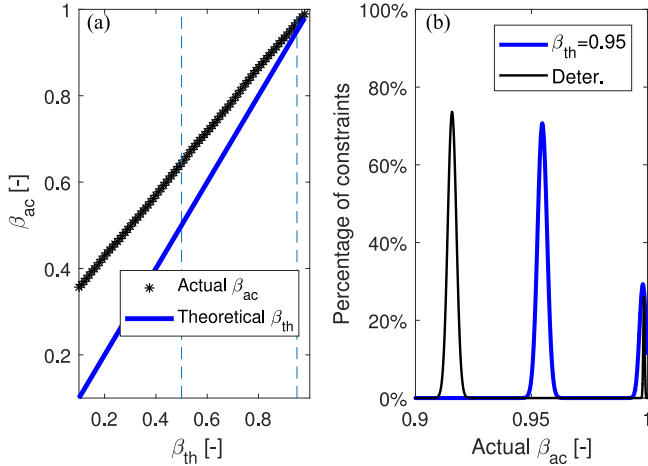 (a)
1
0.8
0.6
0.4
0.2
β_ac [-]
Actual β_ac
Theoretical β_th
0.2 0.4 0.6 0.8
β_th [-]
(b)
100%
80%
60%
40%
20%
0%
Percentage of constraints
β_th=0.95
Deter.
0.9 0.95 1
Actual β_ac [-]